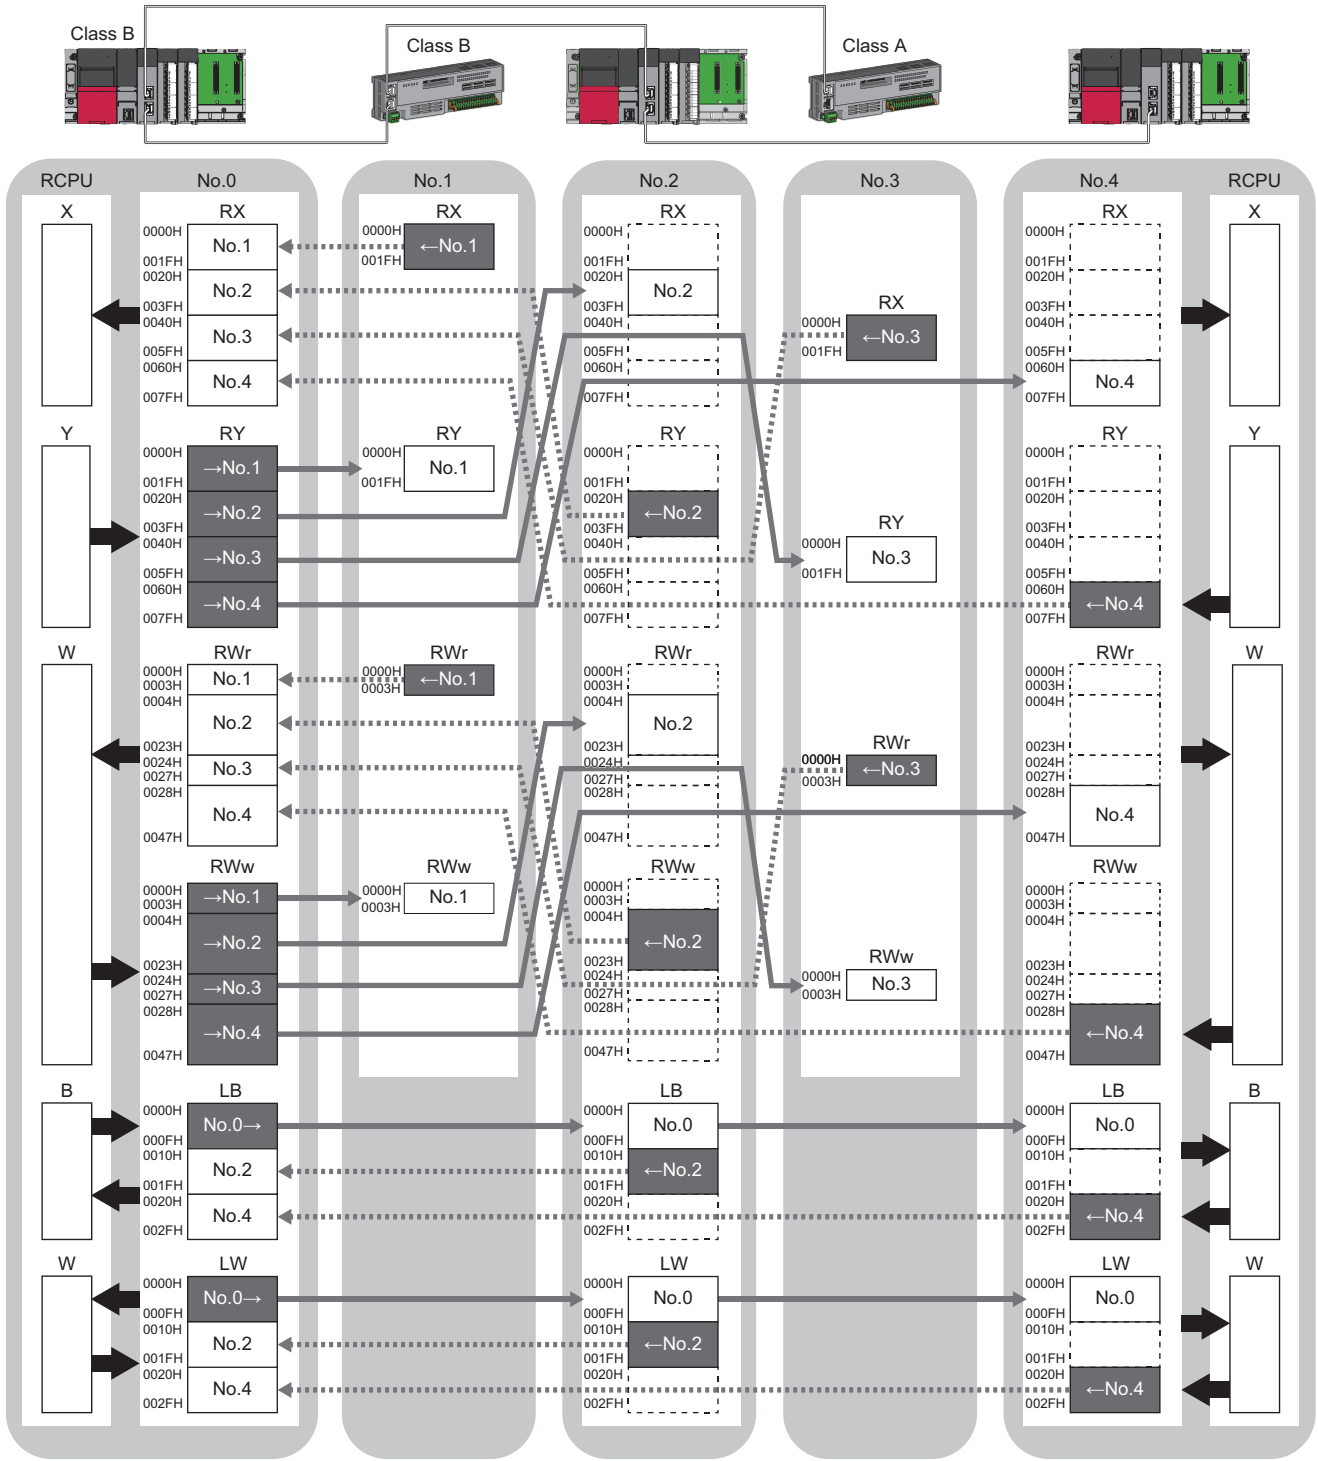 Class B
Class B
Class A
RCPU No.0 No.1 No.2 No.3 No.4 RCPU
X RX RX RX RX X
0000H No.1 0000H ←No.1 0000H 0000H
001FH 001FH 001FH 001FH
0020H No.2 0020H No.2 0020H
003FH 003FH RX 003FH
0040H No.3 0040H 0000H ←No.3 0040H
005FH 005FH 001FH 005FH
0060H No.4 0060H 0060H No.4
007FH 007FH 007FH
Y RY RY RY RY Y
0000H →No.1 0000H No.1 0000H 0000H
001FH 001FH 001FH 001FH
0020H →No.2 0020H ←No.2 0020H
003FH 003FH RY 003FH
0040H →No.3 0040H 0000H No.3 0040H
005FH 005FH 001FH 005FH
0060H →No.4 0060H 0060H ←No.4
007FH 007FH 007FH
W RWr RWr RWr RWr W
0000H No.1 0000H ←No.1 0000H 0000H
0003H 0003H 0003H 0003H
0004H No.2 0004H No.2 0004H
0023H 0023H RWr 0023H
0024H No.3 0024H 0000H ←No.3 0024H
0027H 0027H 0003H 0027H
0028H No.4 0028H 0028H No.4
0047H 0047H 0047H
RWw RWw RWw RWw
0000H →No.1 0000H No.1 0000H 0000H
0003H 0003H 0003H 0003H
0004H →No.2 0004H ←No.2 0004H
0023H 0023H RWw 0023H
0024H →No.3 0024H 0000H No.3 0024H
0027H 0027H 0003H 0027H
0028H →No.4 0028H 0028H ←No.4
0047H 0047H 0047H
B LB LB LB B
0000H No.0→ 0000H No.0 0000H No.0
000FH 000FH 000FH
0010H No.2 0010H ←No.2 0010H
001FH 001FH 001FH
0020H No.4 0020H 0020H ←No.4
002FH 002FH 002FH
W LW LW LW W
0000H No.0→ 0000H No.0 0000H No.0
000FH 000FH 000FH
0010H No.2 0010H ←No.2 0010H
001FH 001FH 001FH
0020H No.4 0020H 0020H ←No.4
002FH 002FH 002FH